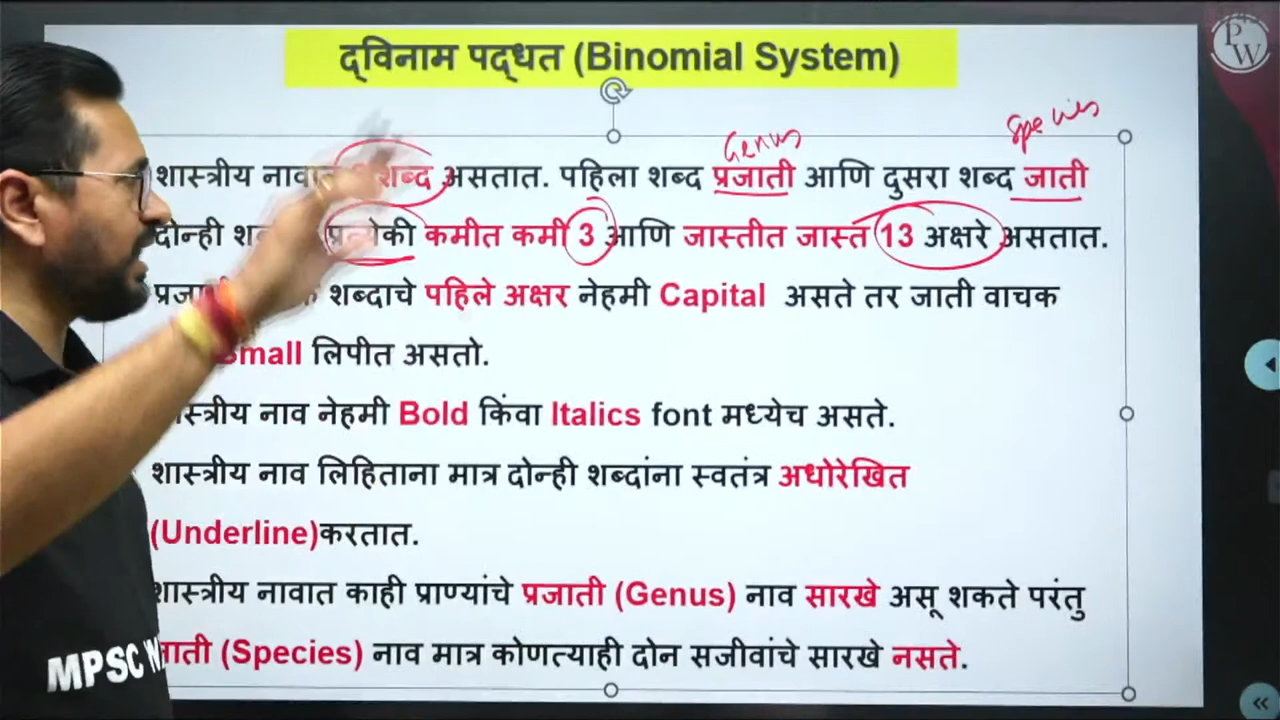 द्विनाम पद्धत (Binomial System)
Genus
Species
शास्त्रीय नावात शब्द असतात. पहिला शब्द प्रजाती आणि दुसरा शब्द जाती
दोन्ही कमीत कमी 3 आणि जास्तीत जास्त 13 अक्षरे असतात.
शब्दाचे पहिले अक्षर नेहमी Capital असते तर जाती वाचक
Small लिपीत असतो.
नाव नेहमी Bold किंवा Italics font मध्येच असते.
शास्त्रीय नाव लिहिताना मात्र दोन्ही शब्दांना स्वतंत्र अधोरेखित
(Underline)करतात.
शास्त्रीय नावात काही प्राण्यांचे प्रजाती (Genus) नाव सारखे असू शकते परंतु
जाती (Species) नाव मात्र कोणत्याही दोन सजीवांचे सारखे नसते.
MPSC
PW